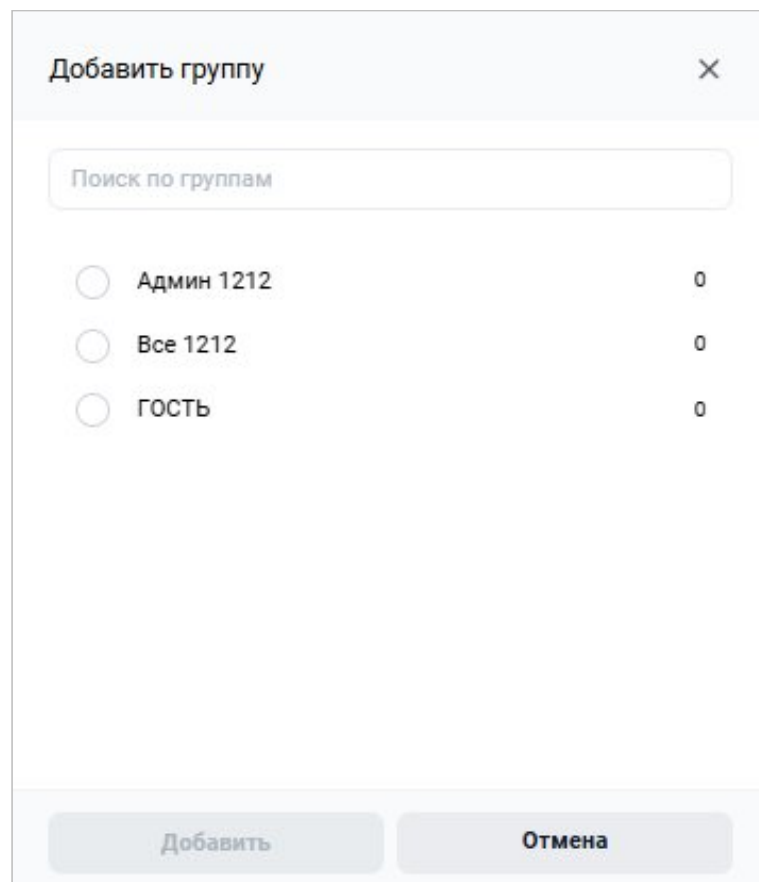 Добавить группу
Поиск по группам
Админ 1212 0
Все 1212 0
ГОСТЬ 0
Добавить Отмена